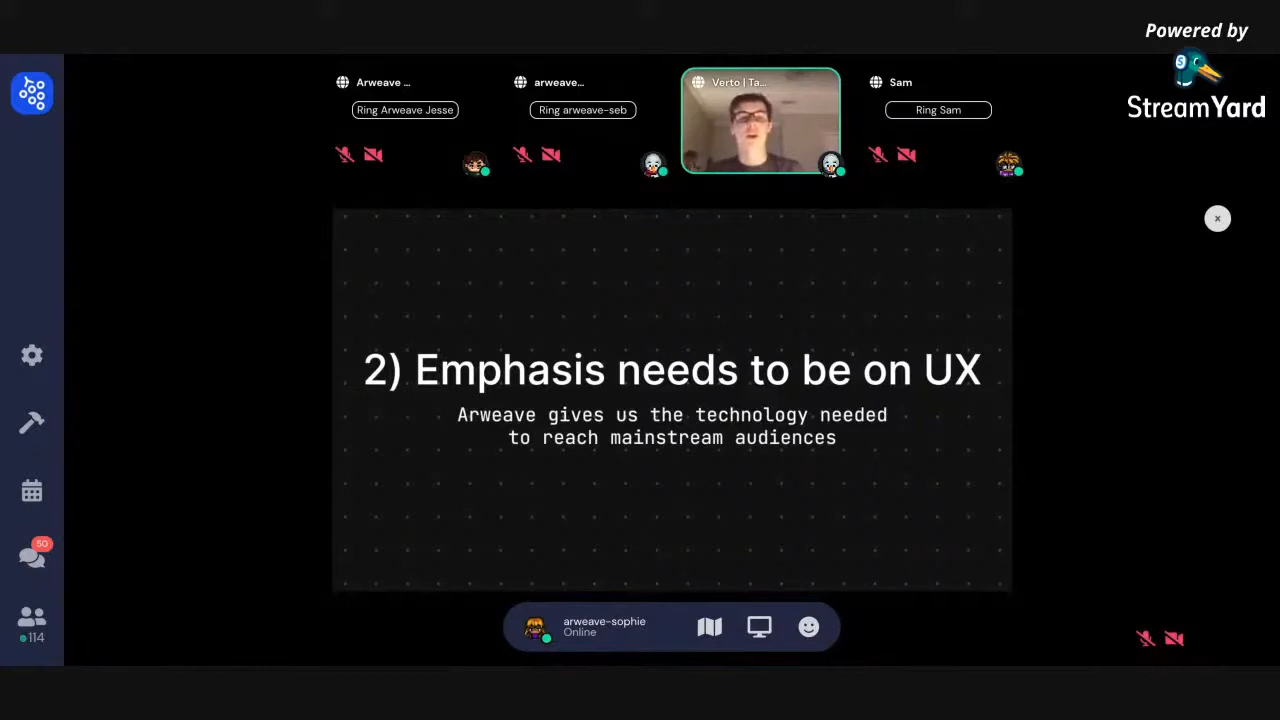 Powered by
StreamYard
Arweave ...
Ring Arweave Jesse
arweave...
Ring arweave-seb
Verto | Ta...
Sam
Ring Sam
2) Emphasis needs to be on UX
Arweave gives us the technology needed
to reach mainstream audiences
50
114
arweave-sophie
Online